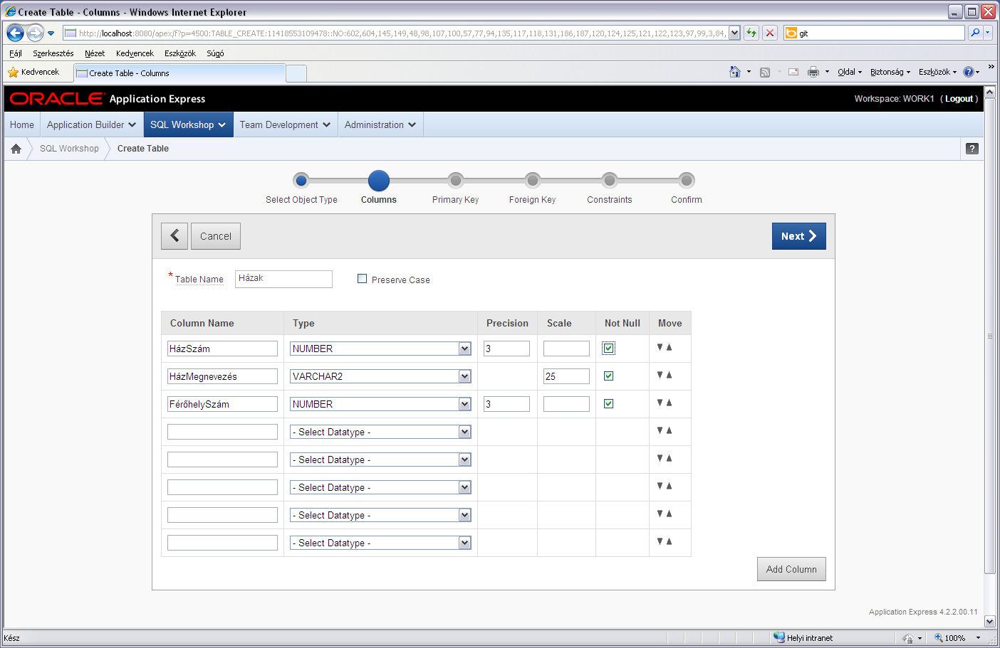 Create Table - Columns - Windows Internet Explorer
http://localhost:8080/apex/f?p=4500:TABLE_CREATE:11418553109478::NO:602,604,145,149,48,98,107,100,57,77,94,135,117,118,131,186,187,120,124,125,121,122,123,97,99,3,84,
git
Fájl Szerkesztés Nézet Kedvencek Eszközök Súgó
Kedvencek Create Table - Columns Oldal Biztonság Eszközök »
ORACLE Application Express Workspace: WORK1 ( Logout )
Home Application Builder SQL Workshop Team Development Administration
SQL Workshop Create Table ?
Select Object Type Columns Primary Key Foreign Key Constraints Confirm
Cancel Next
* Table Name Házak Preserve Case
Column Name Type Precision Scale Not Null Move
HázSzám NUMBER 3
HázMegnevezés VARCHAR2 25
FérőhelySzám NUMBER 3
- Select Datatype -
- Select Datatype -
- Select Datatype -
- Select Datatype -
- Select Datatype -
Add Column
Application Express 4.2.2.00.11
Kész Helyi intranet 100%